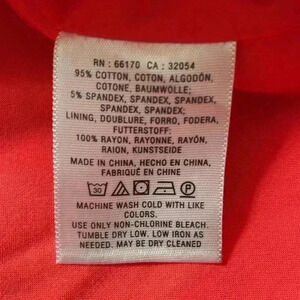 RN : 66170 CA : 32054
95% COTTON, COTON, ALGODÓN,
COTONE, BAUMWOLLE;
5% SPANDEX, SPANDEX, SPANDEX,
SPANDEX, SPANDEX;
LINING, DOUBLURE, FORRO, FODERA,
FUTTERSTOFF:
100% RAYON, RAYONNE, RAYÓN,
RAION, KUNSTSEIDE
MADE IN CHINA, HECHO EN CHINA,
FABRIQUÉ EN CHINE
30
MACHINE WASH COLD WITH LIKE
COLORS.
USE ONLY NON-CHLORINE BLEACH.
TUMBLE DRY LOW. LOW IRON AS
NEEDED. MAY BE DRY CLEANED